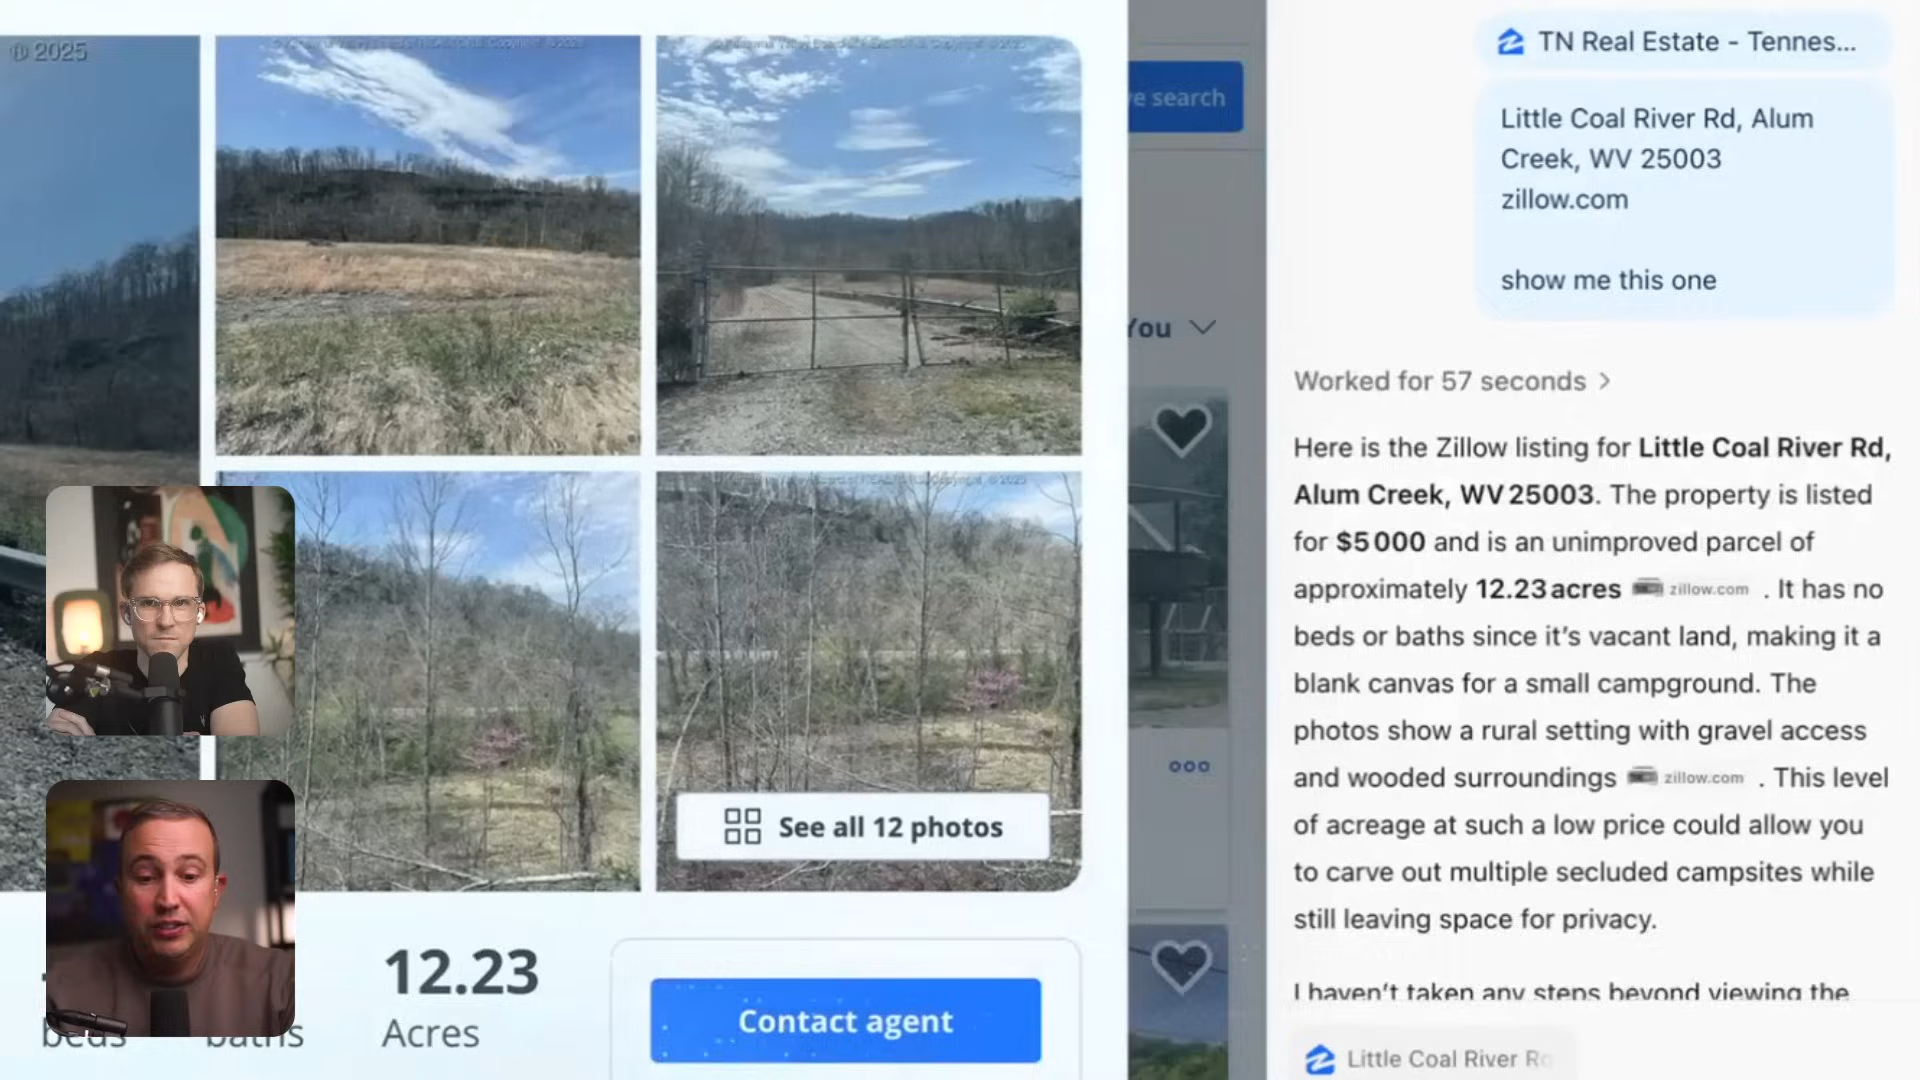 © 2025
See all 12 photos
beds
baths
12.23
Acres
Contact agent
ve search
You
TN Real Estate - Tennes...
Little Coal River Rd, Alum
Creek, WV 25003
zillow.com
show me this one
Worked for 57 seconds
Here is the Zillow listing for Little Coal River Rd,
Alum Creek, WV 25003. The property is listed
for $5 000 and is an unimproved parcel of
approximately 12.23 acres zillow.com . It has no
beds or baths since it's vacant land, making it a
blank canvas for a small campground. The
photos show a rural setting with gravel access
and wooded surroundings zillow.com . This level
of acreage at such a low price could allow you
to carve out multiple secluded campsites while
still leaving space for privacy.
I haven't taken any steps beyond viewing the
Little Coal River Rd